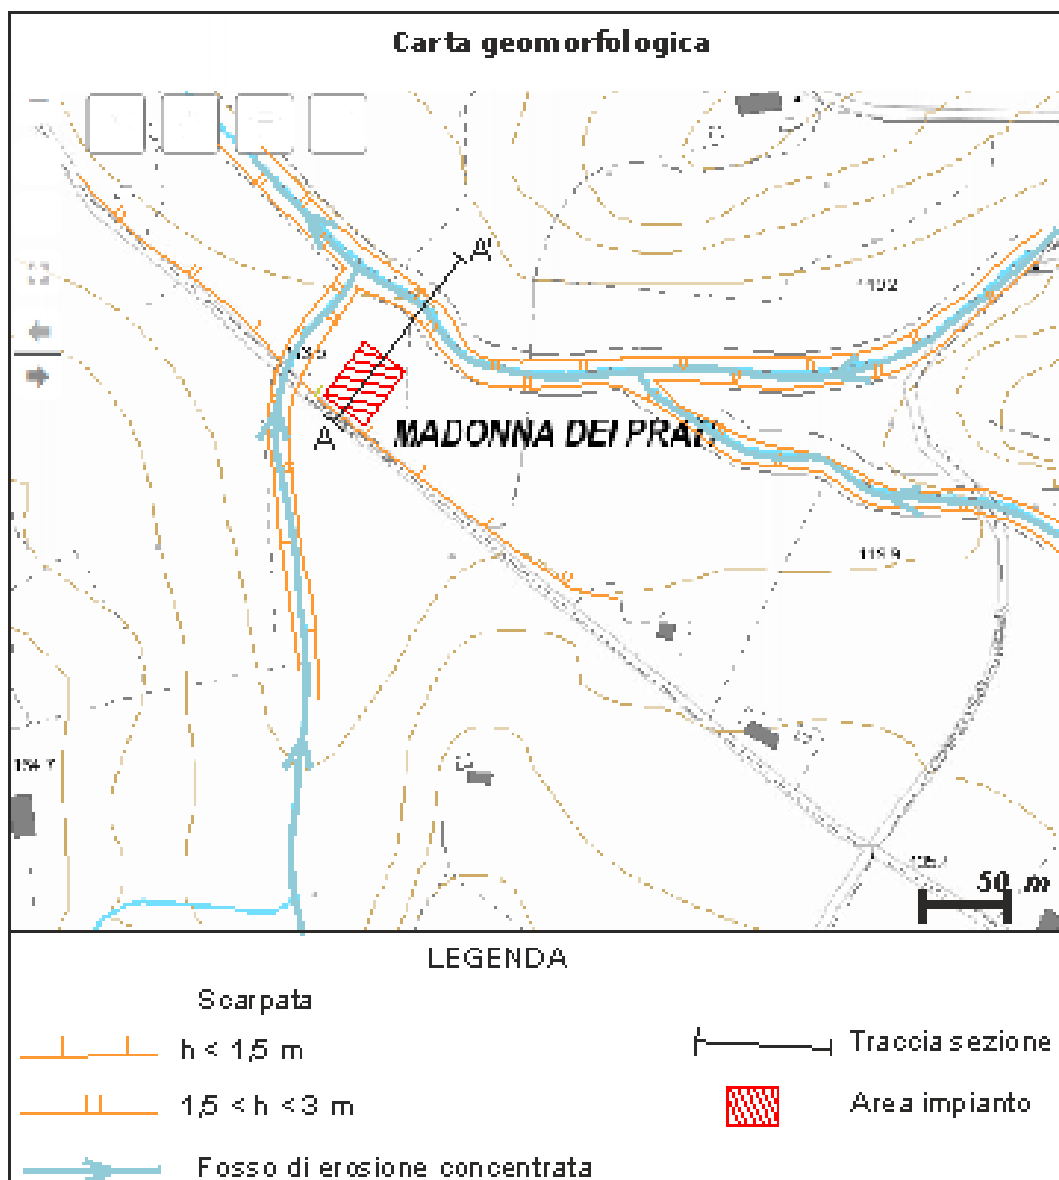 Carta geomorfologica
A'
A
MADONNA DEI PRATI
50 m
LEGENDA
Scarpata
h < 1,5 m
1,5 < h < 3 m
Fosso di erosione concentrata
Traccia sezione
Area impianto